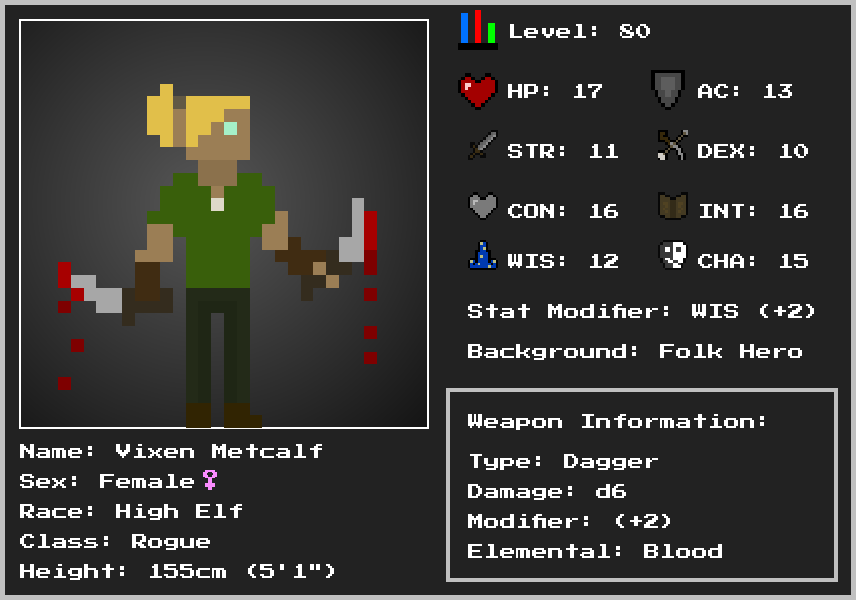 Level: 80
HP: 17 AC: 13
STR: 11 DEX: 10
CON: 16 INT: 16
WIS: 12 CHA: 15
Stat Modifier: WIS (+2)
Background: Folk Hero
Weapon Information:
Type: Dagger
Damage: d6
Modifier: (+2)
Elemental: Blood
Name: Vixen Metcalf
Sex: Female♀
Race: High Elf
Class: Rogue
Height: 155cm (5'1")